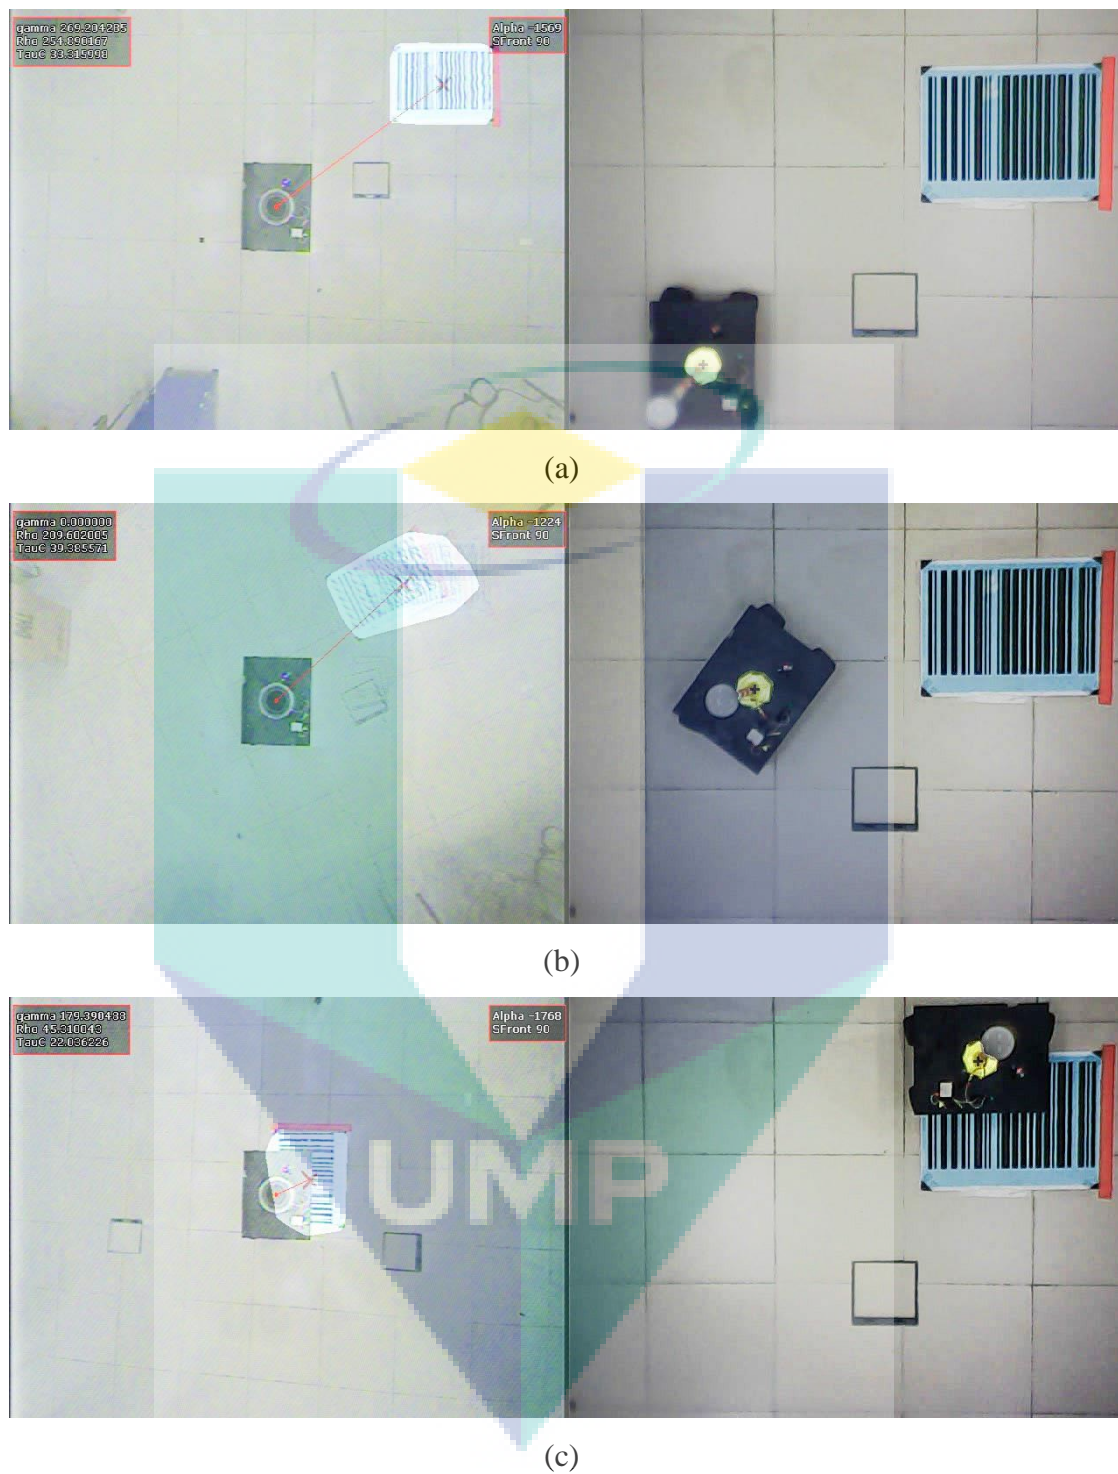 gamma 269.204285
Rho 254.890167
TauC 33.315998
Alpha -1569
SFront 90
(a)
gamma 0.000000
Rho 209.602005
TauC 39.385571
Alpha -1224
SFront 90
(b)
gamma 179.390488
Rho 45.310043
TauC 22.036226
Alpha -1768
SFront 90
UMP
(c)